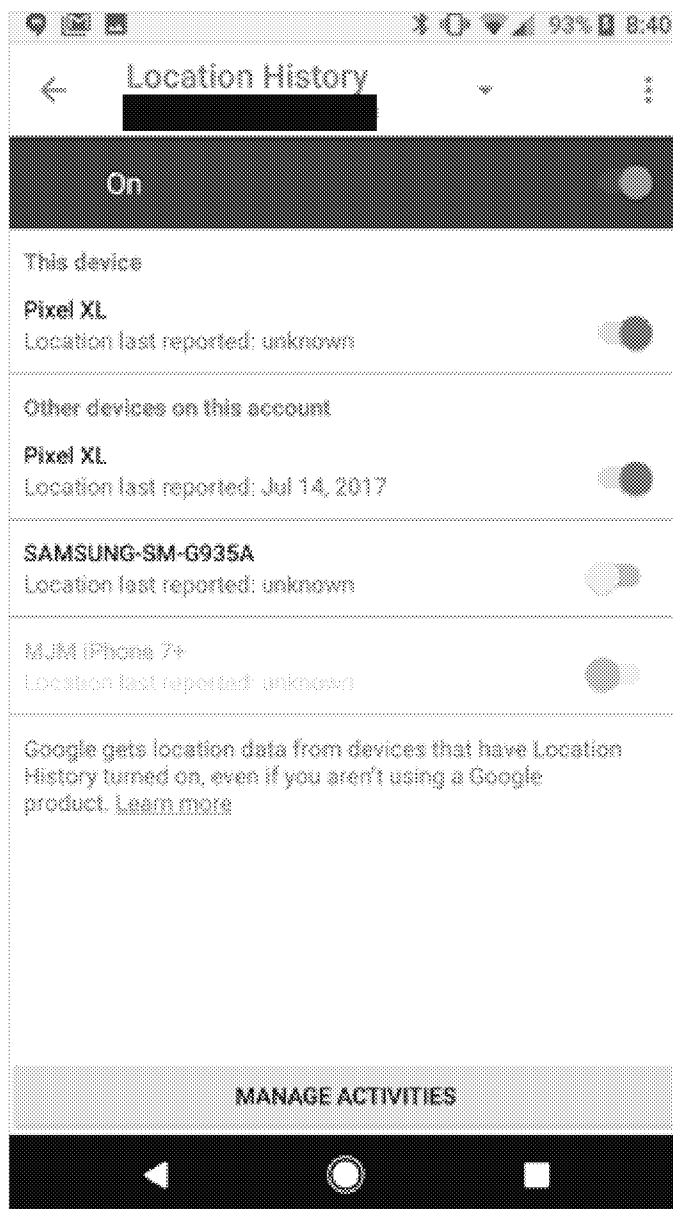 93% 8:40
Location History
On
This device
Pixel XL
Location last reported: unknown
Other devices on this account
Pixel XL
Location last reported: Jul 14, 2017
SAMSUNG-SM-G935A
Location last reported: unknown
MJM iPhone 7+
Location last reported: unknown
Google gets location data from devices that have Location
History turned on, even if you aren't using a Google
product. Learn more
MANAGE ACTIVITIES